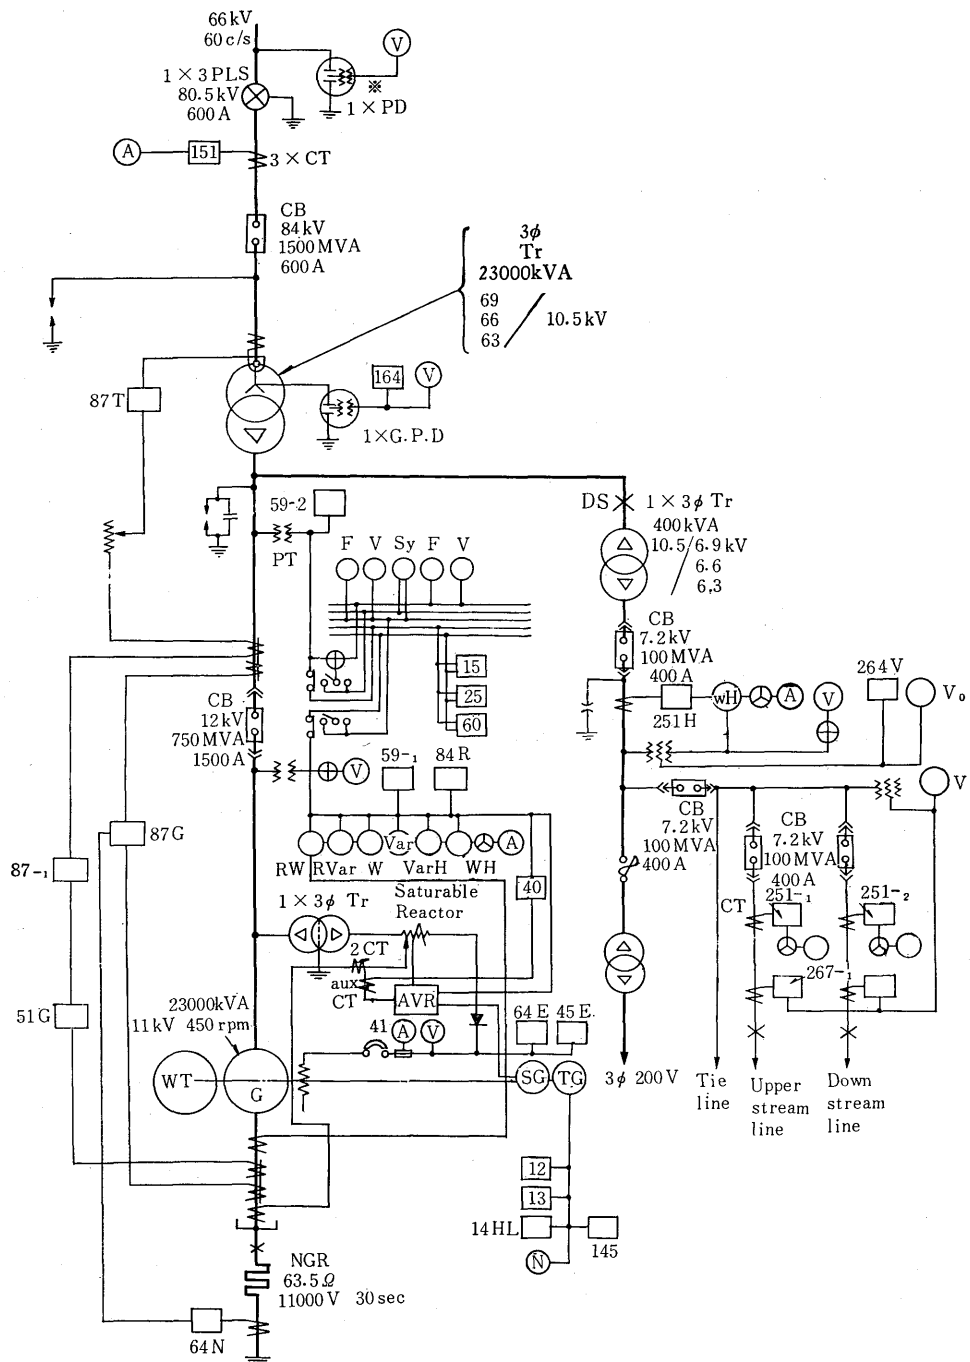 66kV
60c/s
V
1 × 3 PLS
80.5kV
600A
※
1 × PD
A
151
3 × CT
CB
84kV
1500MVA
600A
3ϕ
Tr
23000kVA
69
66
63
10.5kV
87T
164
V
1×G.P.D
59-2
PT
F V Sy F V
DS
1 × 3ϕ Tr
400kVA
10.5/6.9kV
6.6
6,3
CB
7.2kV
100MVA
400A
15
25
60
264V
V₀
251H
WH
A
V
CB
12kV
750MVA
1500A
V
59-1
84R
V
CB
7.2kV
100MVA
400A
CB
7.2kV
100MVA
400A
87G
87-1
Var
A
RW RVar W VarH WH
40
Saturable
Reactor
1 × 3ϕ Tr
2CT
aux
CT
AVR
CT
251-1
251-2
267-1
23000kVA
11kV 450rpm
51G
41
A
V
64E
45E
WT
G
SG
TG
3ϕ 200V
Tie
line
Upper
stream
line
Down
stream
line
12
13
14HL
145
N
NGR
63.5Ω
11000V 30sec
64N